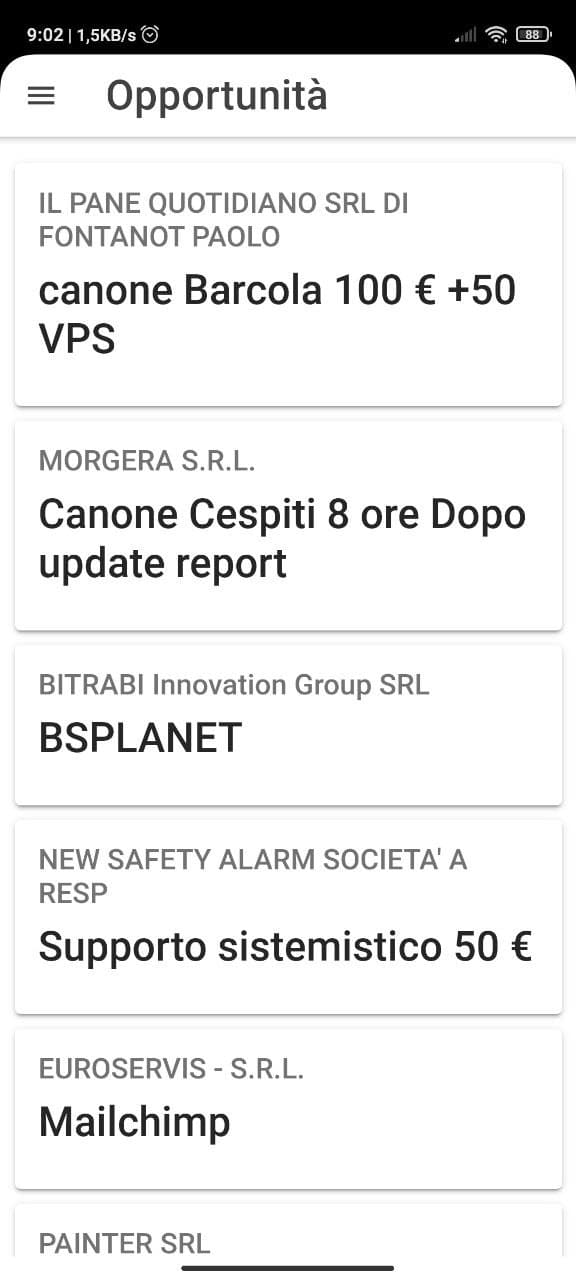 9:02 | 1,5KB/s
88
Opportunità
IL PANE QUOTIDIANO SRL DI
FONTANOT PAOLO
canone Barcola 100 € +50
VPS
MORGERA S.R.L.
Canone Cespiti 8 ore Dopo
update report
BITRABI Innovation Group SRL
BSPLANET
NEW SAFETY ALARM SOCIETA' A
RESP
Supporto sistemistico 50 €
EUROSERVIS - S.R.L.
Mailchimp
PAINTER SRL